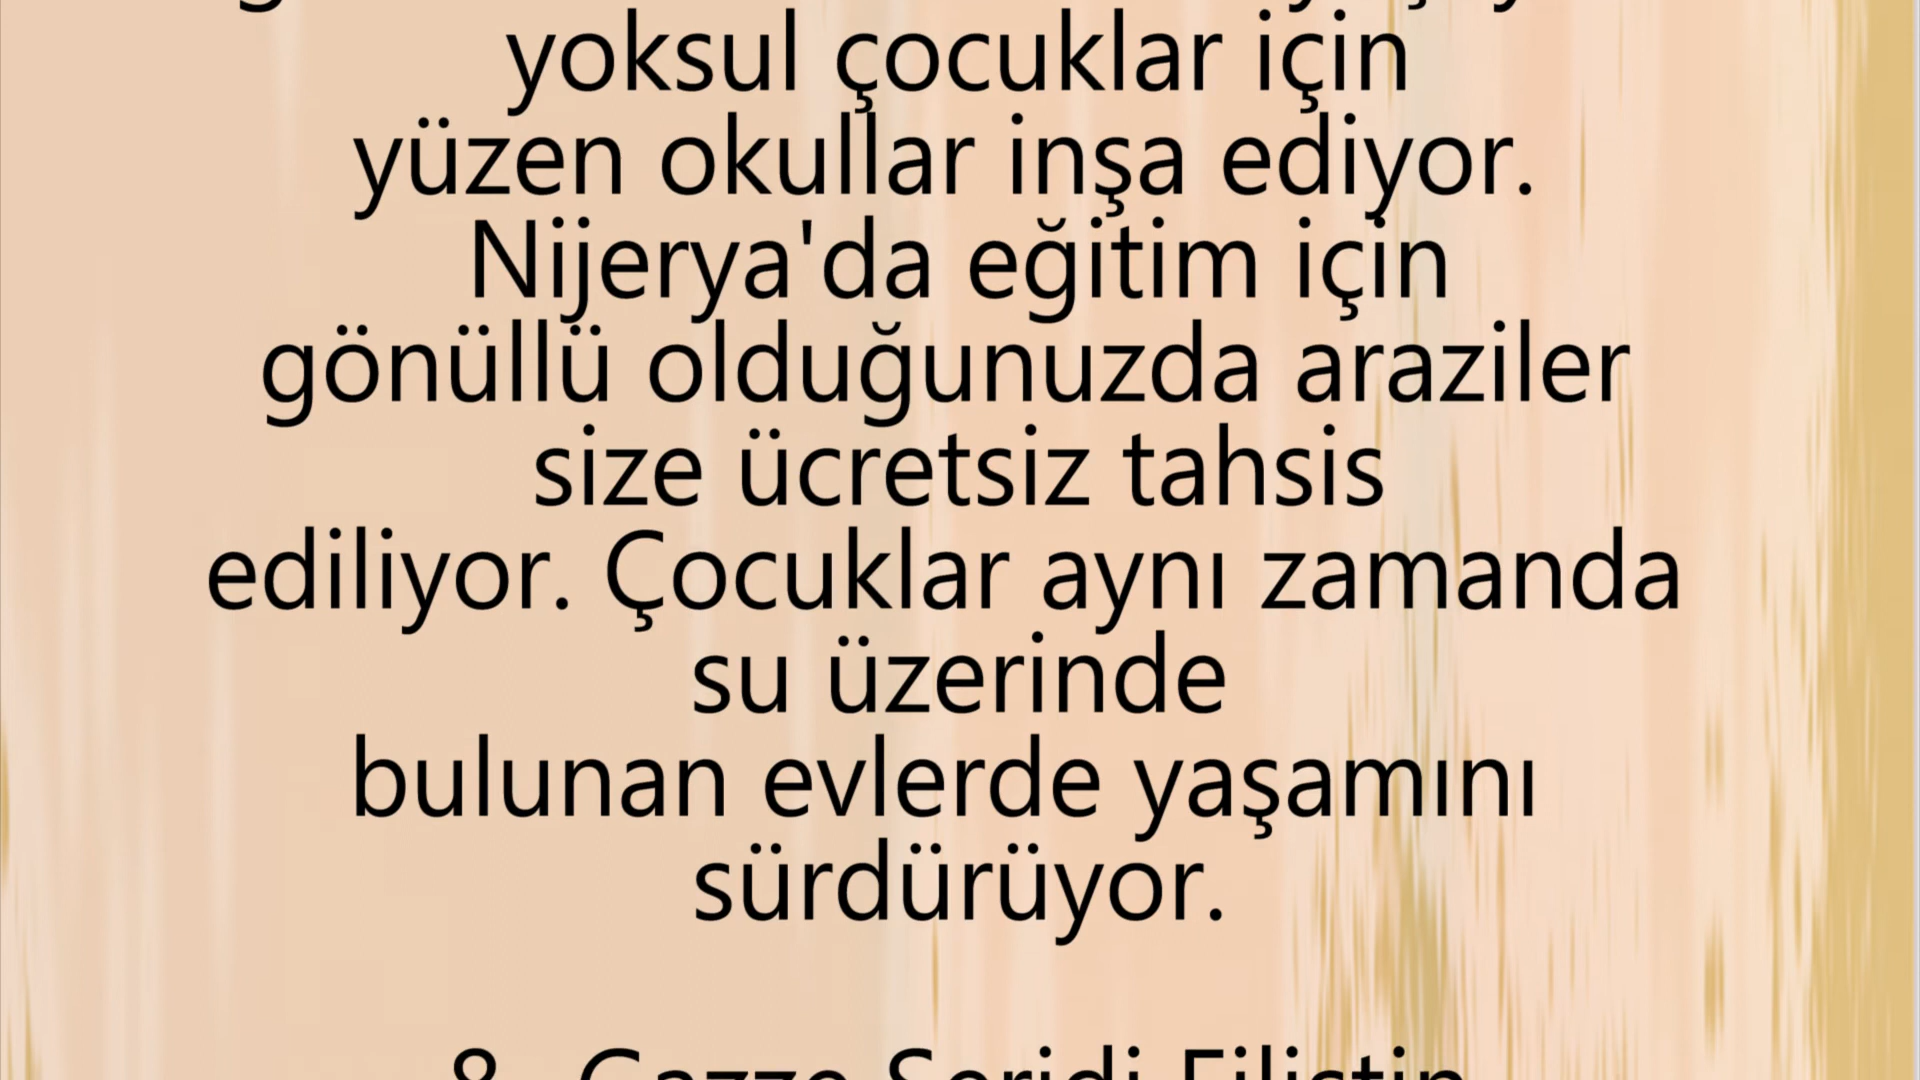 yoksul çocuklar için
yüzen okullar inşa ediyor.
Nijerya'da eğitim için
gönüllü olduğunuzda araziler
size ücretsiz tahsis
ediliyor. Çocuklar aynı zamanda
su üzerinde
bulunan evlerde yaşamını
sürdürüyor.
8- Gazze Şeridi Filistin